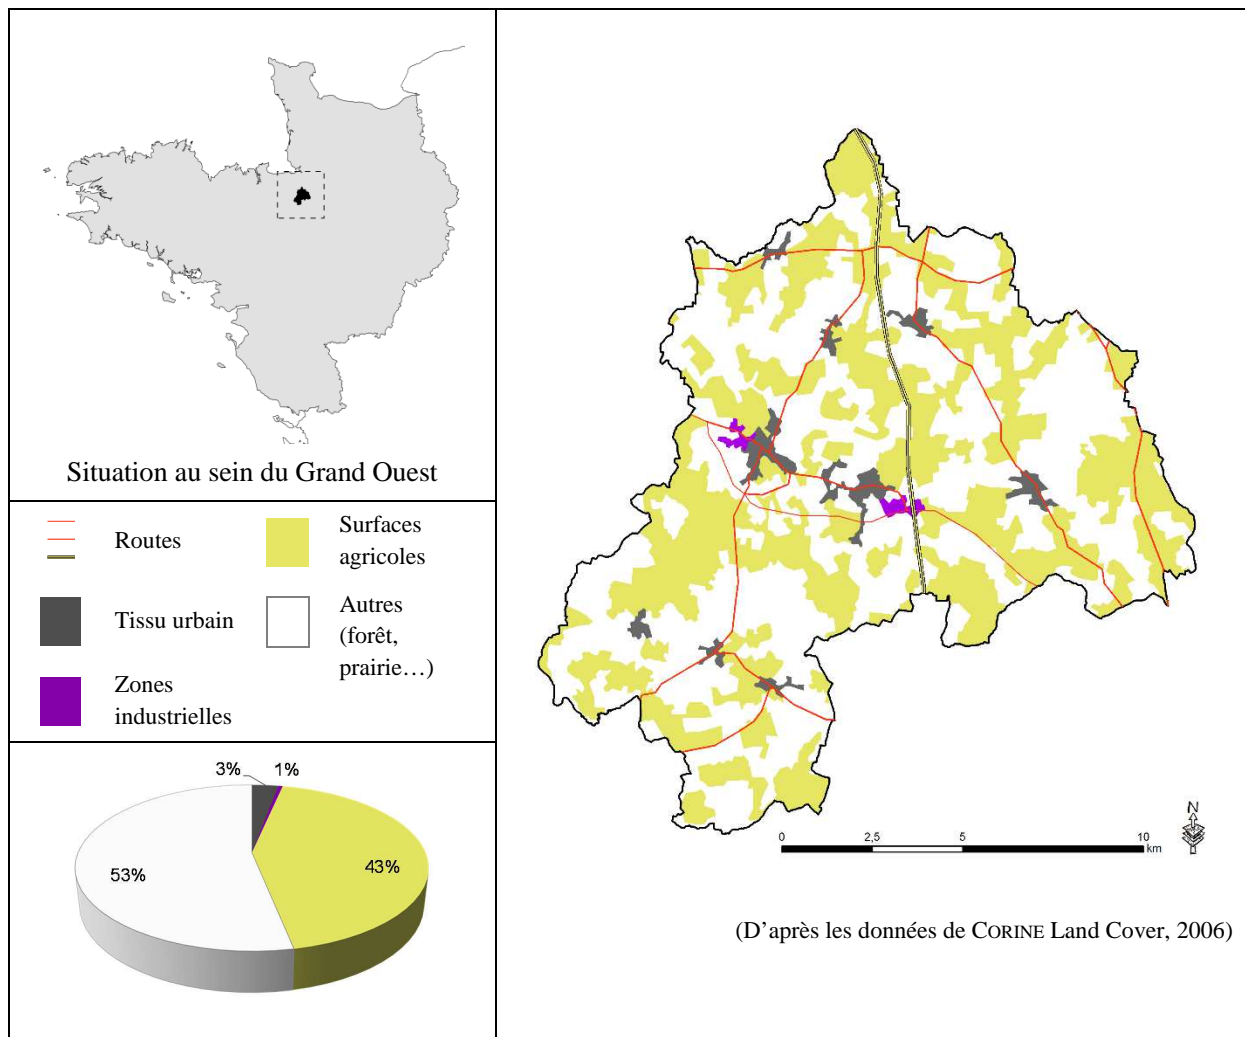 Situation au sein du Grand Ouest
Routes
Surfaces
agricoles
Tissu urbain
Autres
(forêt,
prairie…)
Zones
industrielles
3%
1%
53%
43%
N
0
2,5
5
10
km
(D’après les données de CORINE Land Cover, 2006)